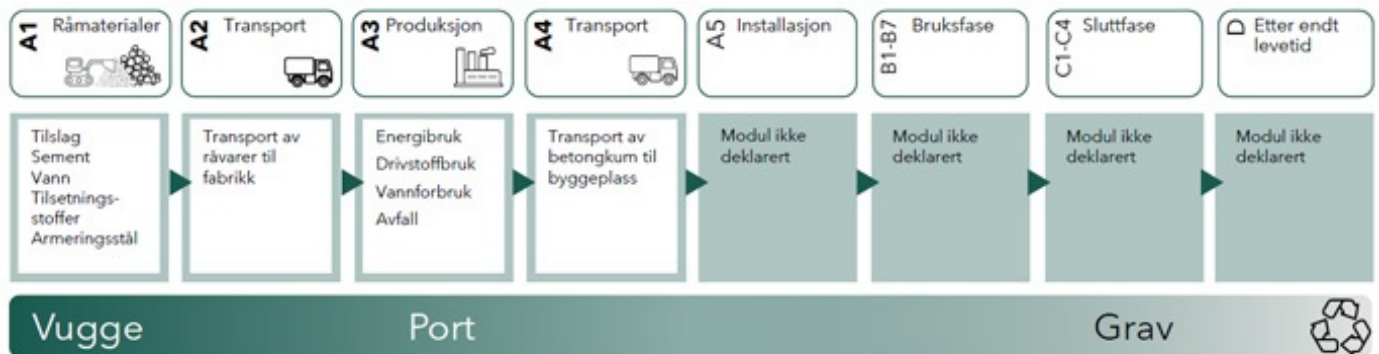 A1 Råmaterialer
A2 Transport
A3 Produksjon
A4 Transport
A5 Installasjon
B1-B7 Bruksfase
C1-C4 Sluttfase
D Etter endt
levetid
Tilslag
Sement
Vann
Tilsetnings-
stoffer
Armeringsstål
Transport av
råvarer til
fabrikk
Energibruk
Drivstoffbruk
Vannforbruk
Avfall
Transport av
betongkum til
byggeplass
Modul ikke
deklarert
Modul ikke
deklarert
Modul ikke
deklarert
Modul ikke
deklarert
Vugge
Port
Grav